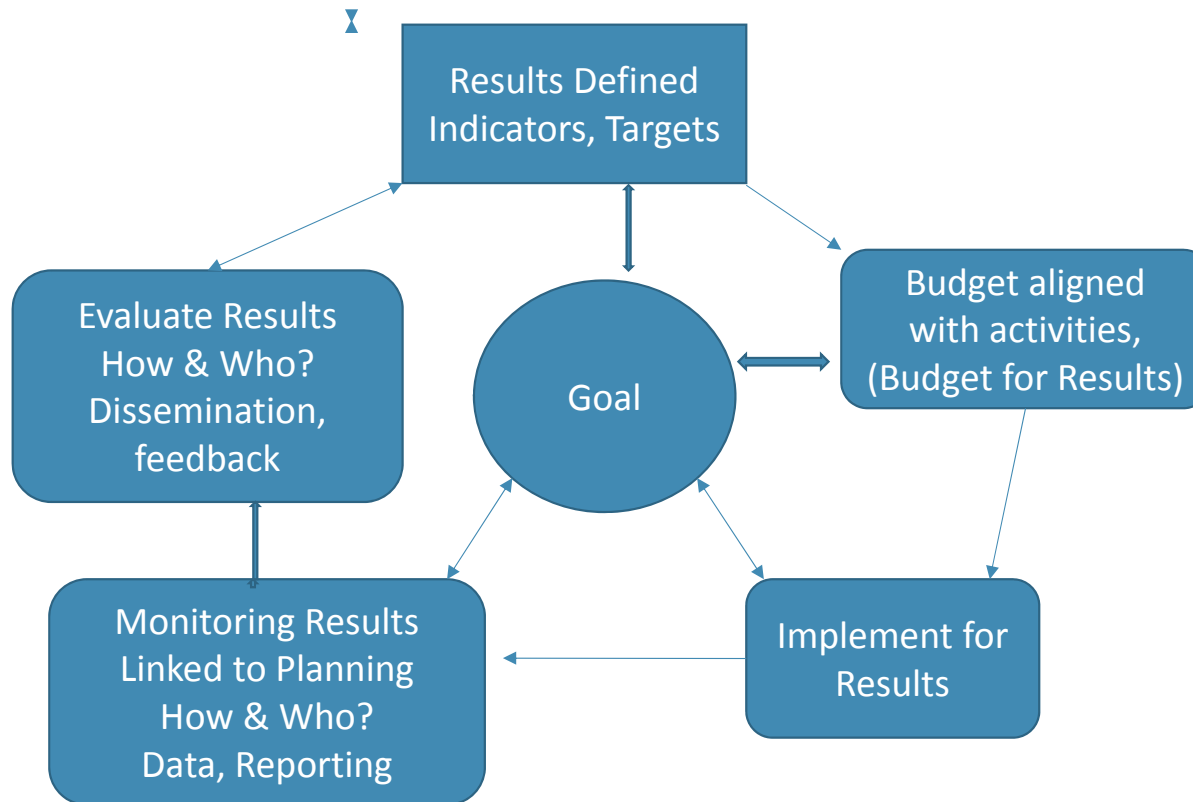 Results Defined
Indicators, Targets
Budget aligned
with activities,
(Budget for Results)
Evaluate Results
How & Who?
Dissemination,
feedback
Goal
Monitoring Results
Linked to Planning
How & Who?
Data, Reporting
Implement for
Results